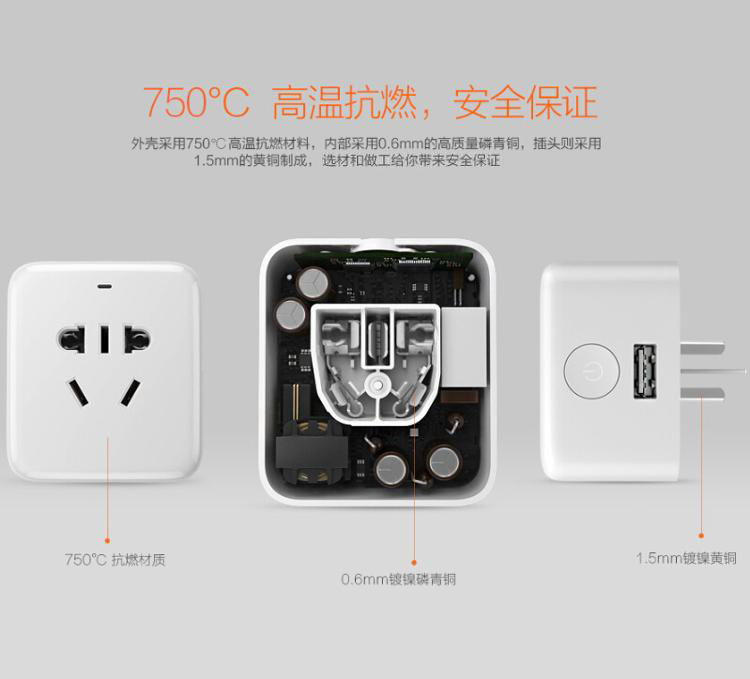 750℃ 高温抗燃，安全保证
外壳采用750℃高温抗燃材料，内部采用0.6mm的高质量磷青铜，插头则采用
1.5mm的黄铜制成，选材和做工给你带来安全保证
750℃ 抗燃材质
0.6mm镀镍磷青铜
1.5mm镀镍黄铜